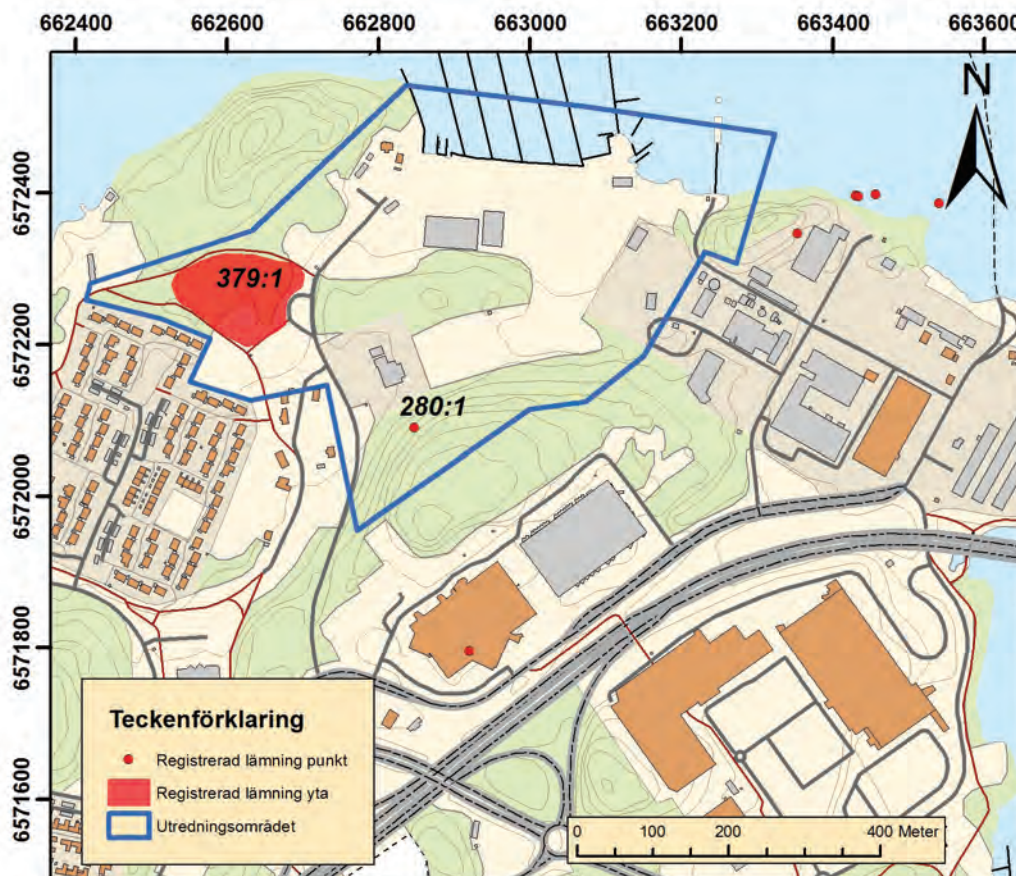 662400 662600 662800 663000 663200 663400 663600
N
6572400
6572200
6572000
6571800
6571600
379:1
280:1
Teckenförklaring
Registrerad lämning punkt
Registrerad lämning yta
Utredningsområdet
0 100 200 400 Meter